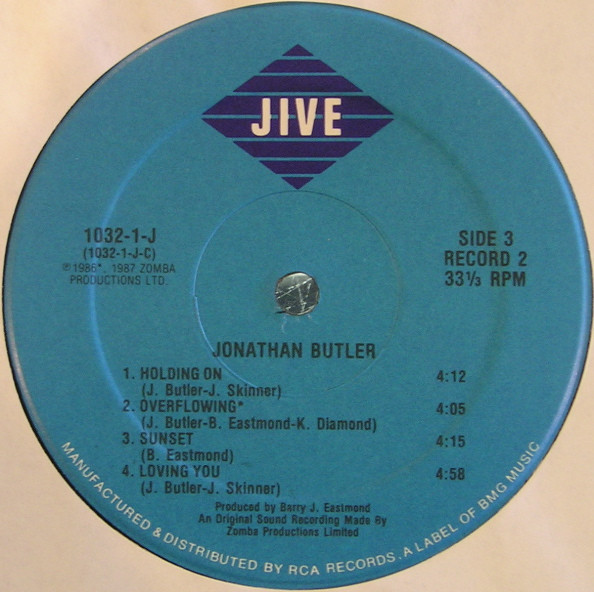 JIVE
1032-1-J
(1032-1-J-C)
℗1986*, 1987 ZOMBA
PRODUCTIONS LTD.
SIDE 3
RECORD 2
33⅓ RPM
JONATHAN BUTLER
1. HOLDING ON 4:12
(J. Butler-J. Skinner)
2. OVERFLOWING* 4:05
(J. Butler-B. Eastmond-K. Diamond)
3. SUNSET 4:15
(B. Eastmond)
4. LOVING YOU 4:58
(J. Butler-J. Skinner)
Produced by Barry J. Eastmond
An Original Sound Recording Made By
Zomba Productions Limited
MANUFACTURED & DISTRIBUTED BY RCA RECORDS. A LABEL OF BMG MUSIC